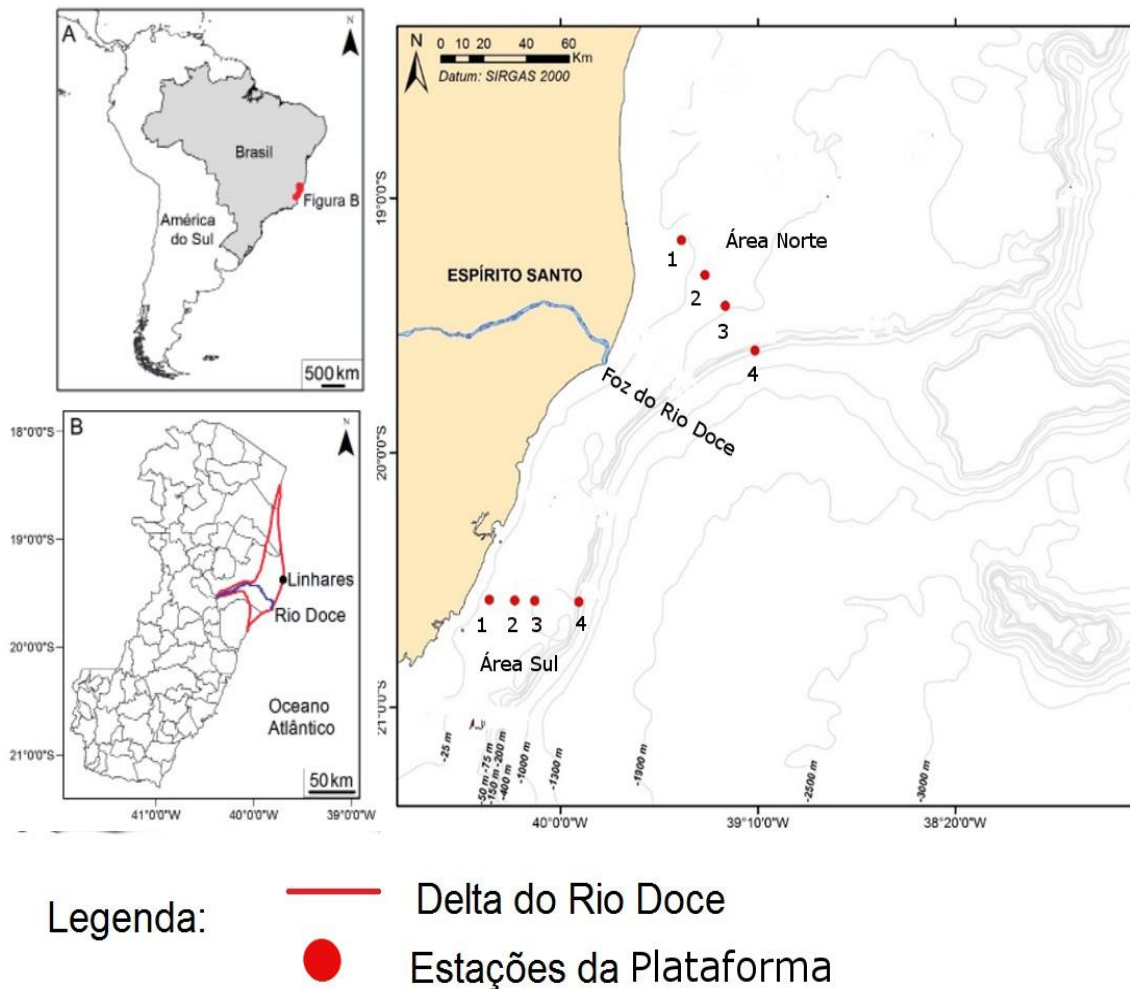 A
N
Brasil
Figura B
América
do Sul
500 km
B
N
18°0'0"S
19°0'0"S
20°0'0"S
21°0'0"S
Linhares
Rio Doce
Oceano
Atlântico
50 km
41°0'0"W
40°0'0"W
39°0'0"W
N
0 10 20 40 60
Km
Datum: SIRGAS 2000
19°0'0"S
20°0'0"S
21°0'0"S
Área Norte
1
2
3
4
ESPÍRITO SANTO
Foz do Rio Doce
1 2 3 4
Área Sul
-25 m
-50 m
-75 m
-150 m
-200 m
-400 m
-1000 m
-1300 m
-1900 m
-2500 m
-3000 m
40°0'0"W
39°10'0"W
38°20'0"W
Legenda:
Delta do Rio Doce
Estações da Plataforma